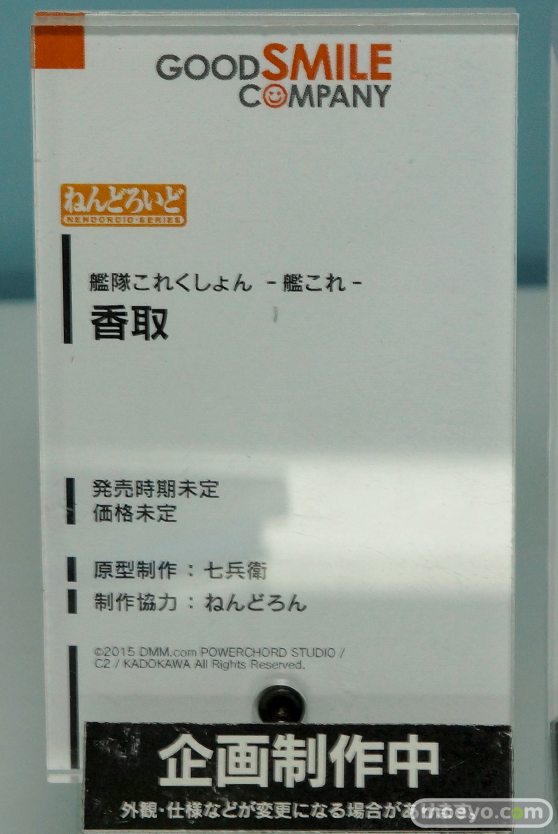 GOODSMILE
COMPANY
ねんどろいど
NENDOROID・SERIES
艦隊これくしょん -艦これ-
香取
発売時期未定
価格未定
原型制作：七兵衛
制作協力：ねんどろん
©2015 DMM.com POWERCHORD STUDIO /
C2 / KADOKAWA All Rights Reserved.
企画制作中
外観・仕様などが変更になる場合があ
moeyo.com